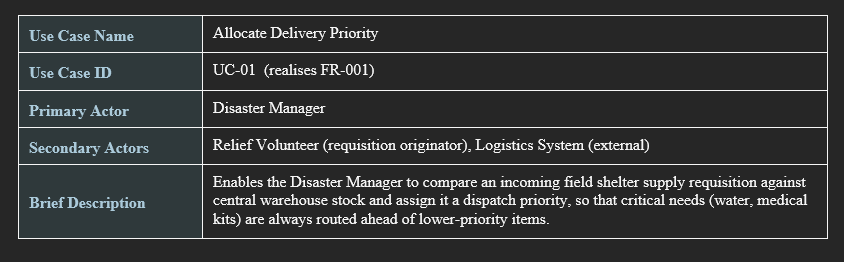 Use Case Name
Allocate Delivery Priority
Use Case ID
UC-01 (realises FR-001)
Primary Actor
Disaster Manager
Secondary Actors
Relief Volunteer (requisition originator), Logistics System (external)
Brief Description
Enables the Disaster Manager to compare an incoming field shelter supply requisition against
central warehouse stock and assign it a dispatch priority, so that critical needs (water, medical
kits) are always routed ahead of lower-priority items.